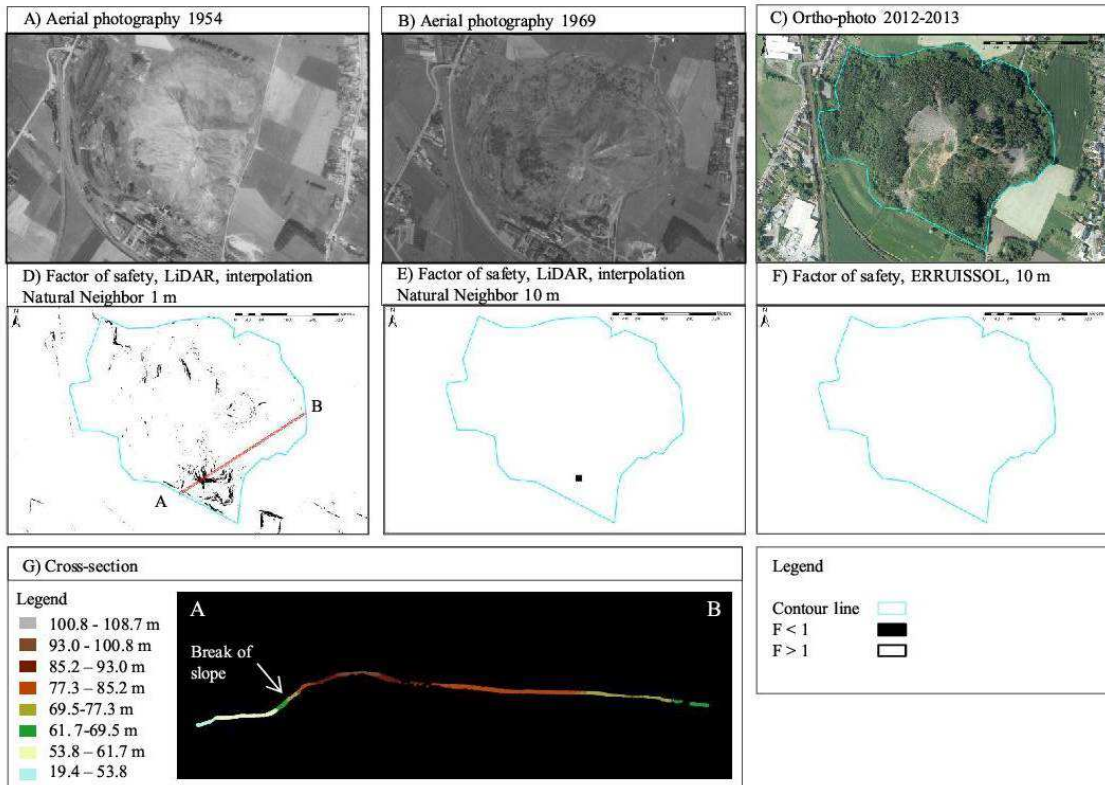 A) Aerial photography 1954
B) Aerial photography 1969
C) Ortho-photo 2012-2013
D) Factor of safety, LiDAR, interpolation
Natural Neighbor 1 m
E) Factor of safety, LiDAR, interpolation
Natural Neighbor 10 m
F) Factor of safety, ERRUISSOL, 10 m
N
B
A
N
N
G) Cross-section
Legend
100.8 - 108.7 m
93.0 - 100.8 m
85.2 – 93.0 m
77.3 – 85.2 m
69.5-77.3 m
61.7-69.5 m
53.8 – 61.7 m
19.4 – 53.8
A
B
Break of
slope
Legend
Contour line
F < 1
F > 1